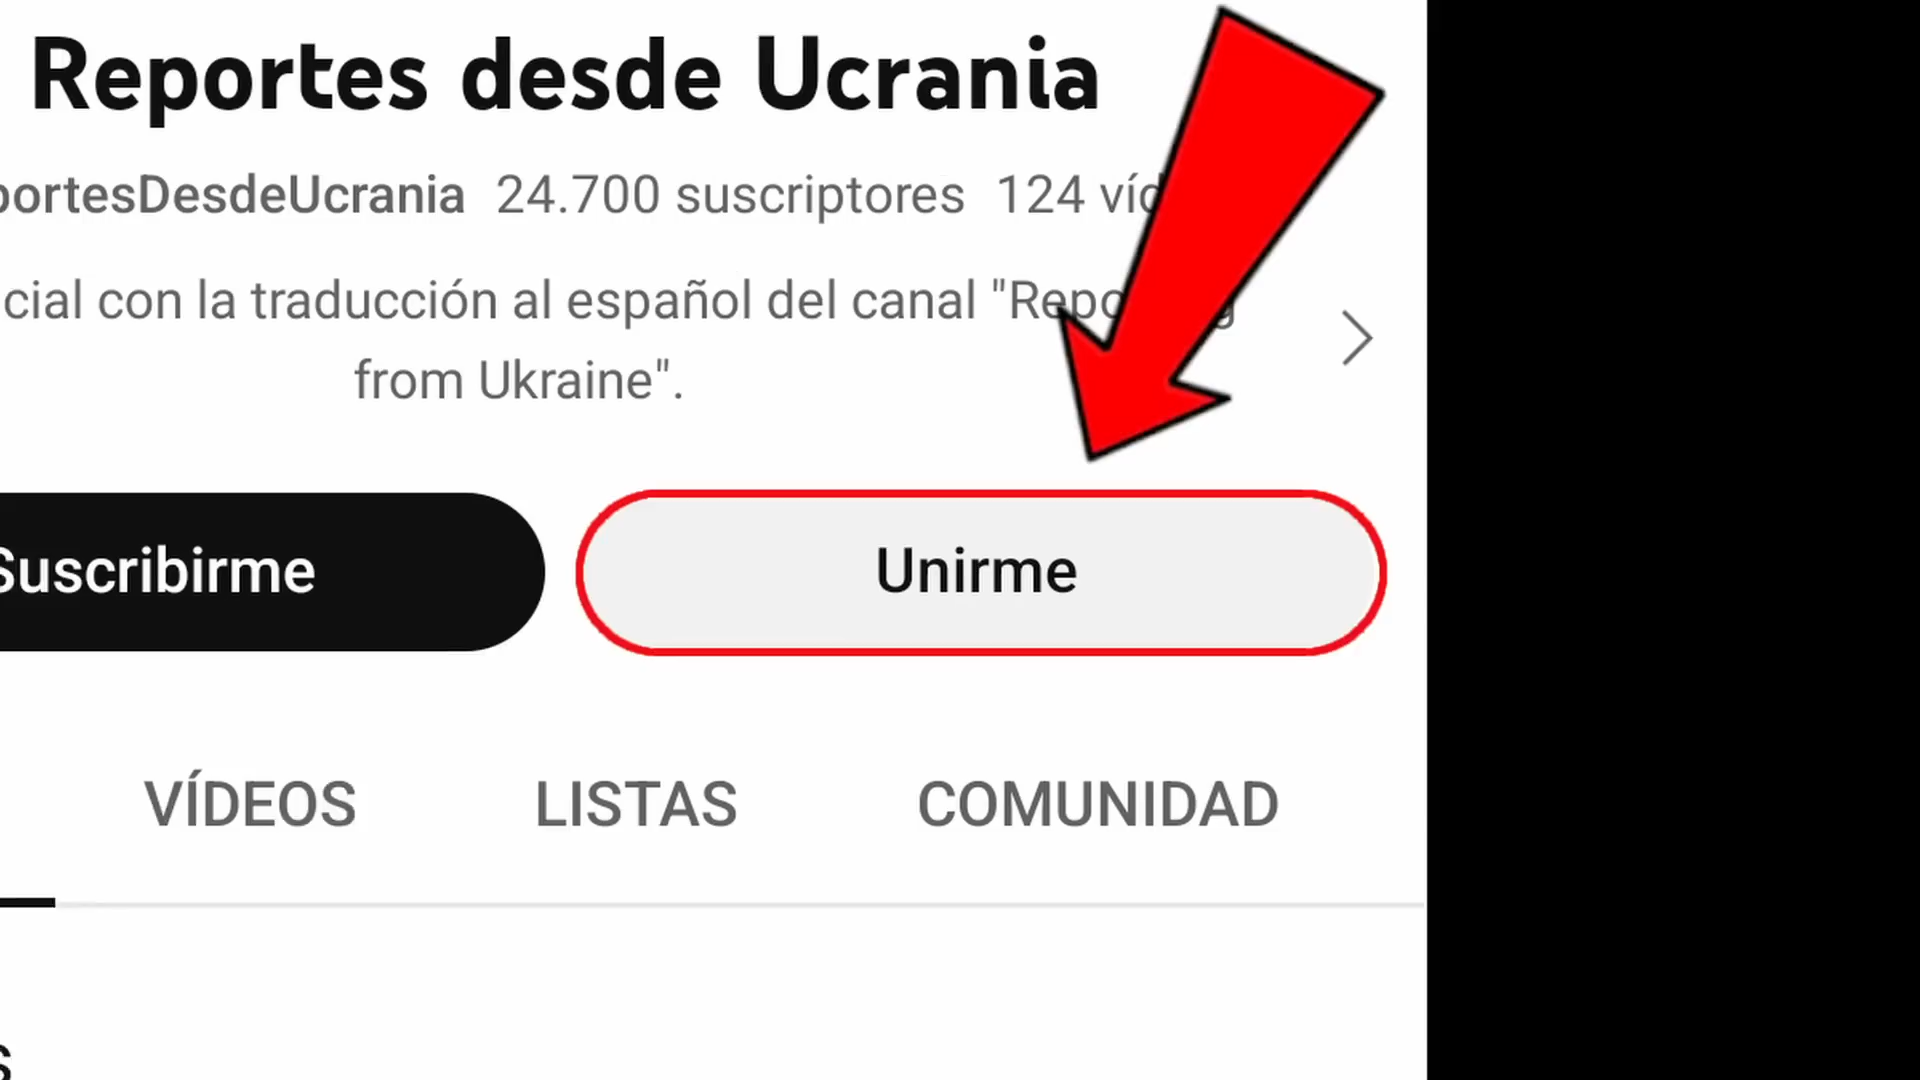 Reportes desde Ucrania
portesDesdeUcrania 24.700 suscriptores 124
cial con la traducción al español del canal "Repo
from Ukraine".
Suscribirme
Unirme
VÍDEOS
LISTAS
COMUNIDAD